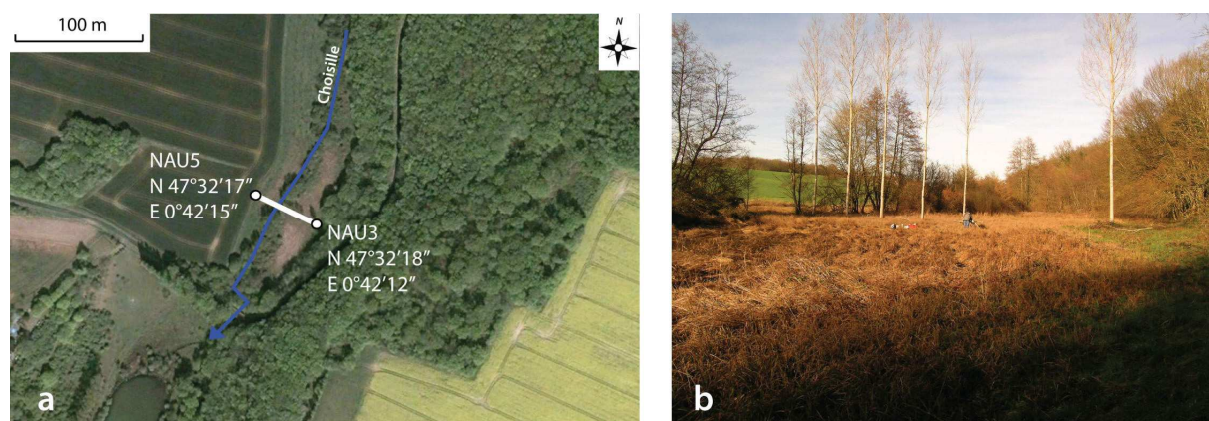 100 m
N
Choisille
NAU5
N 47°32’17’’
E 0°42’15’’
NAU3
N 47°32’18’’
E 0°42’12’’
a
b